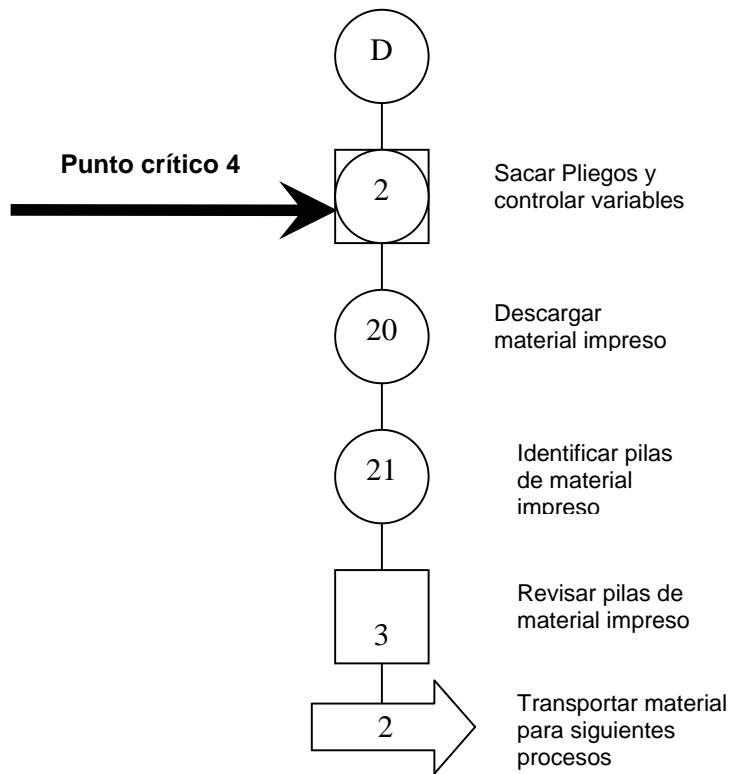 D
Punto crítico 4
2
Sacar Pliegos y
controlar variables
20
Descargar
material impreso
21
Identificar pilas
de material
impreso
3
Revisar pilas de
material impreso
2
Transportar material
para siguientes
procesos